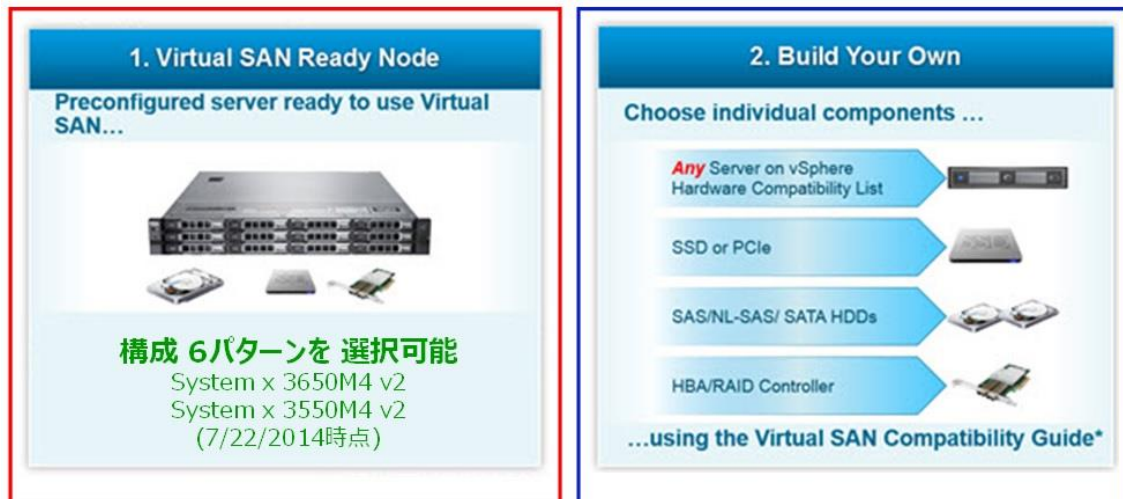 1. Virtual SAN Ready Node
Preconfigured server ready to use Virtual
SAN...
構成 6パターンを 選択可能
System x 3650M4 v2
System x 3550M4 v2
(7/22/2014時点)
2. Build Your Own
Choose individual components ...
Any Server on vSphere
Hardware Compatibility List
SSD or PCIe
SSD
SAS/NL-SAS/ SATA HDDs
HBA/RAID Controller
...using the Virtual SAN Compatibility Guide*